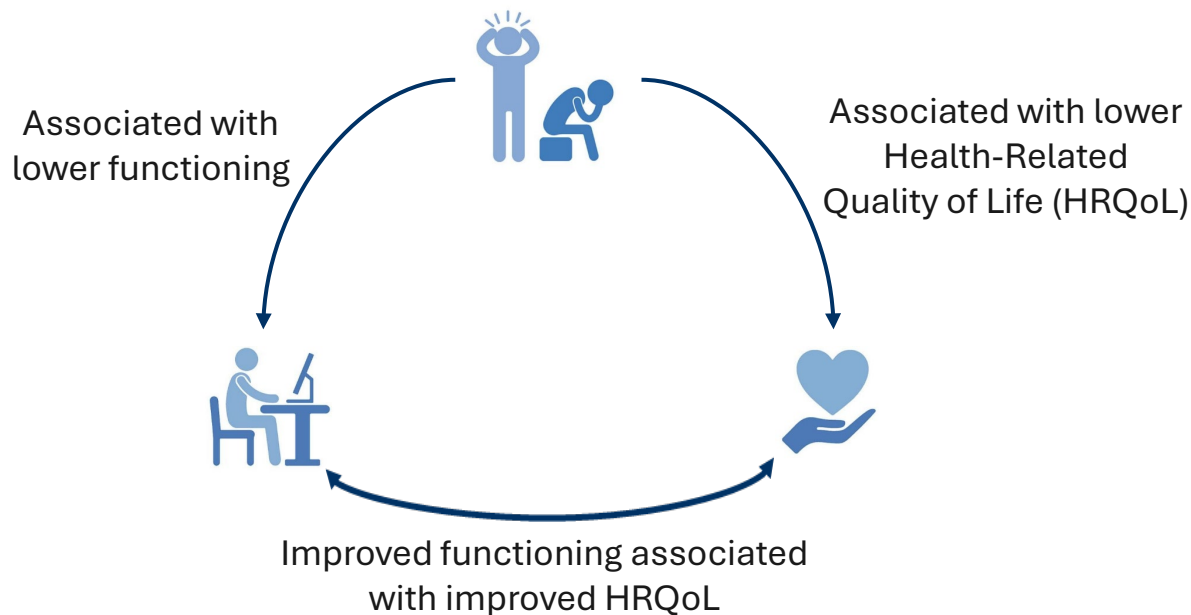 Associated with
lower functioning
Associated with lower
Health-Related
Quality of Life (HRQoL)
Improved functioning associated
with improved HRQoL